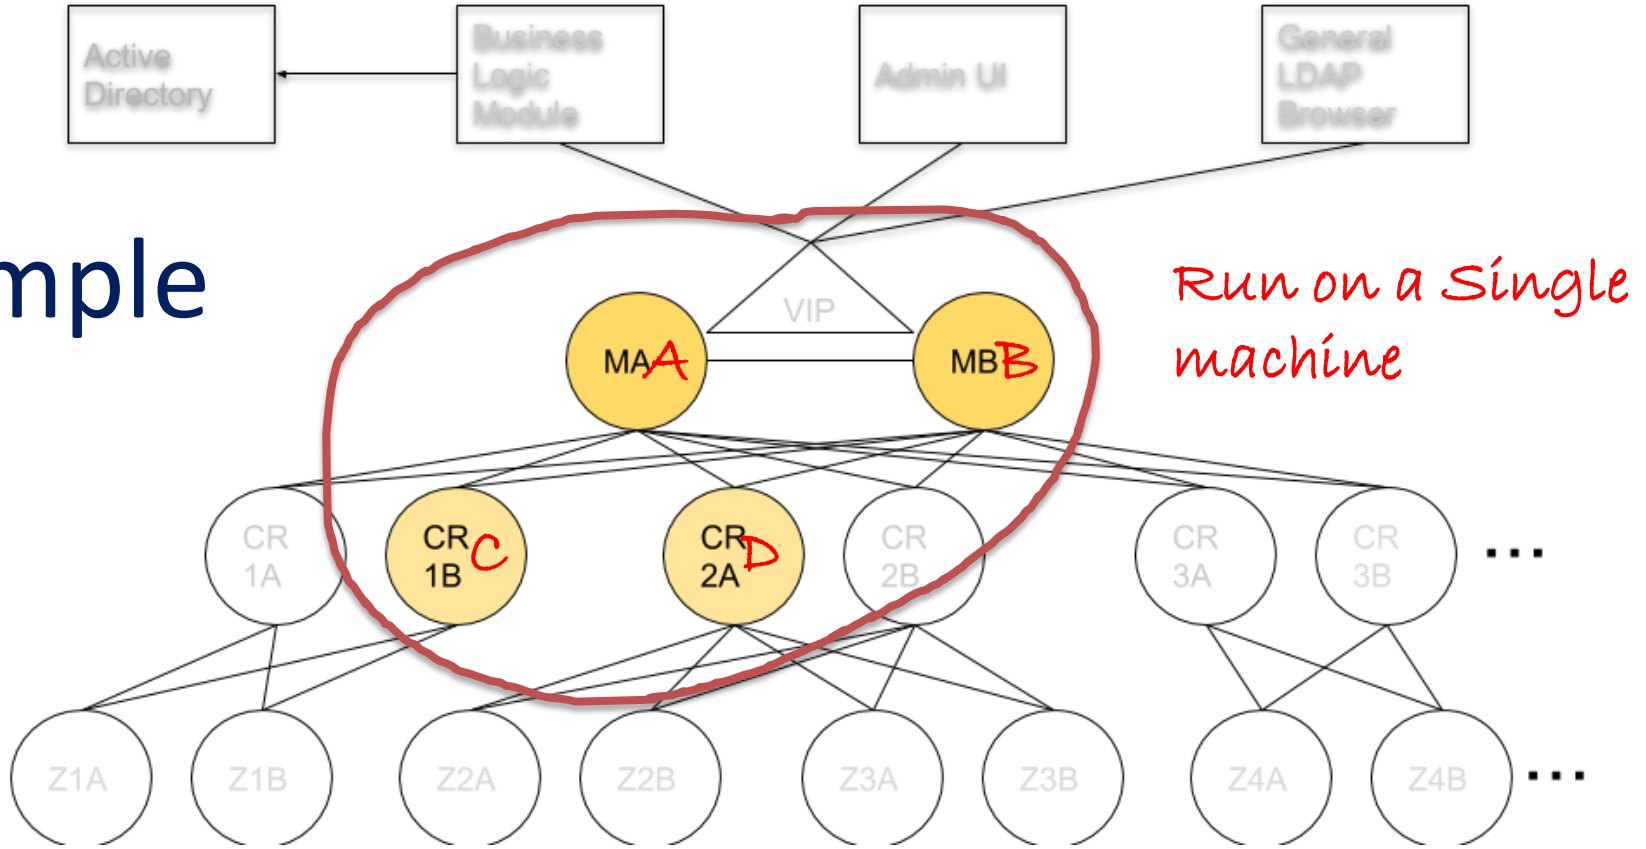 Active
Directory
Business
Logic
Module
Admin UI
General
LDAP
Browser
mple
VIP
Run on a Single
machine
MA A
MB B
CR
1A
CR C
1B
CR D
2A
CR
2B
CR
3A
CR
3B
...
Z1A
Z1B
Z2A
Z2B
Z3A
Z3B
Z4A
Z4B
...